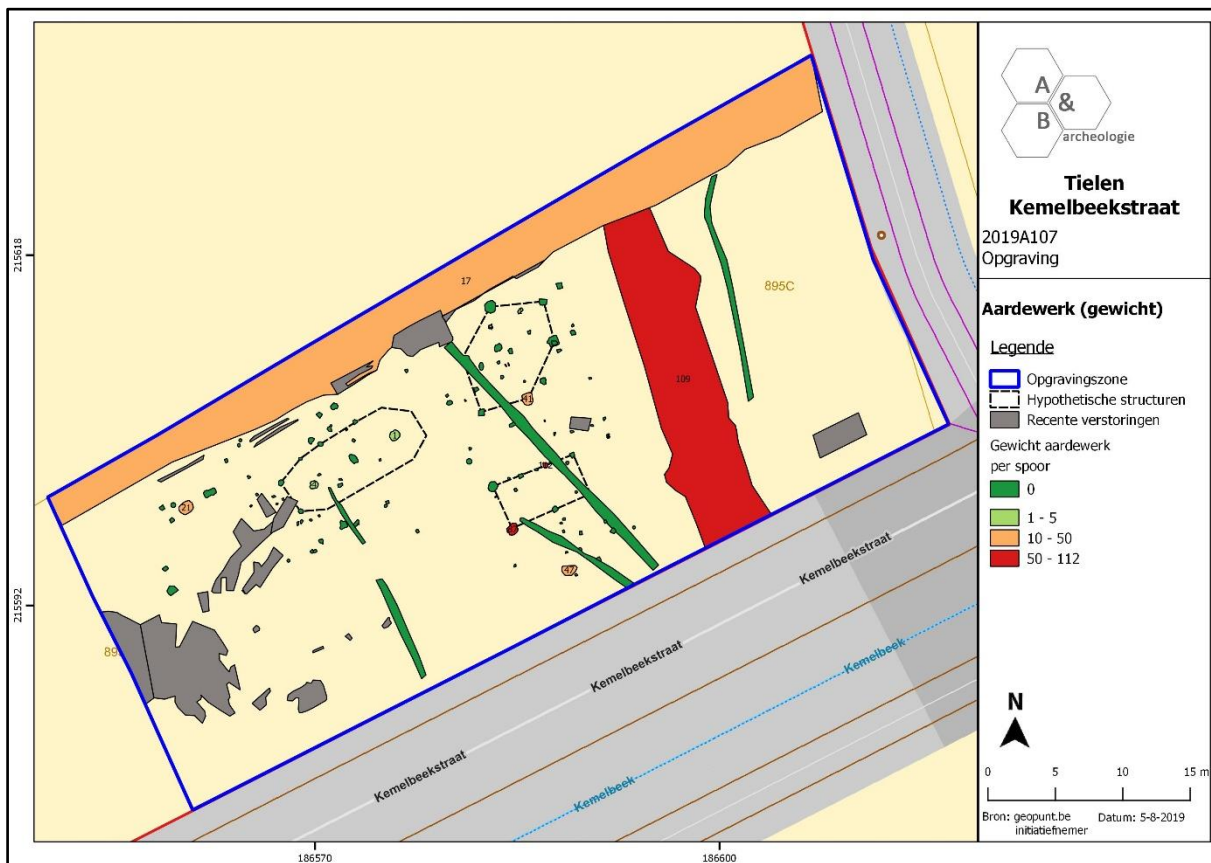 A
&
B
archeologie
Tielen
Kemelbeekstraat
2019A107
Opgraving
Aardewerk (gewicht)
Legende
Opgravingszone
Hypothetische structuren
Recente verstoringen
Gewicht aardewerk
per spoor
0
1 - 5
10 - 50
50 - 112
N
0 5 10 15 m
Bron: geopunt.be
initiatiefnemer
Datum: 5-8-2019
215618
215592
186570
186600
17
895C
109
41
1
4
21
47
Kemelbeekstraat
Kemelbeekstraat
Kemelbeekstraat
Kemelbeek
Kemelbeek